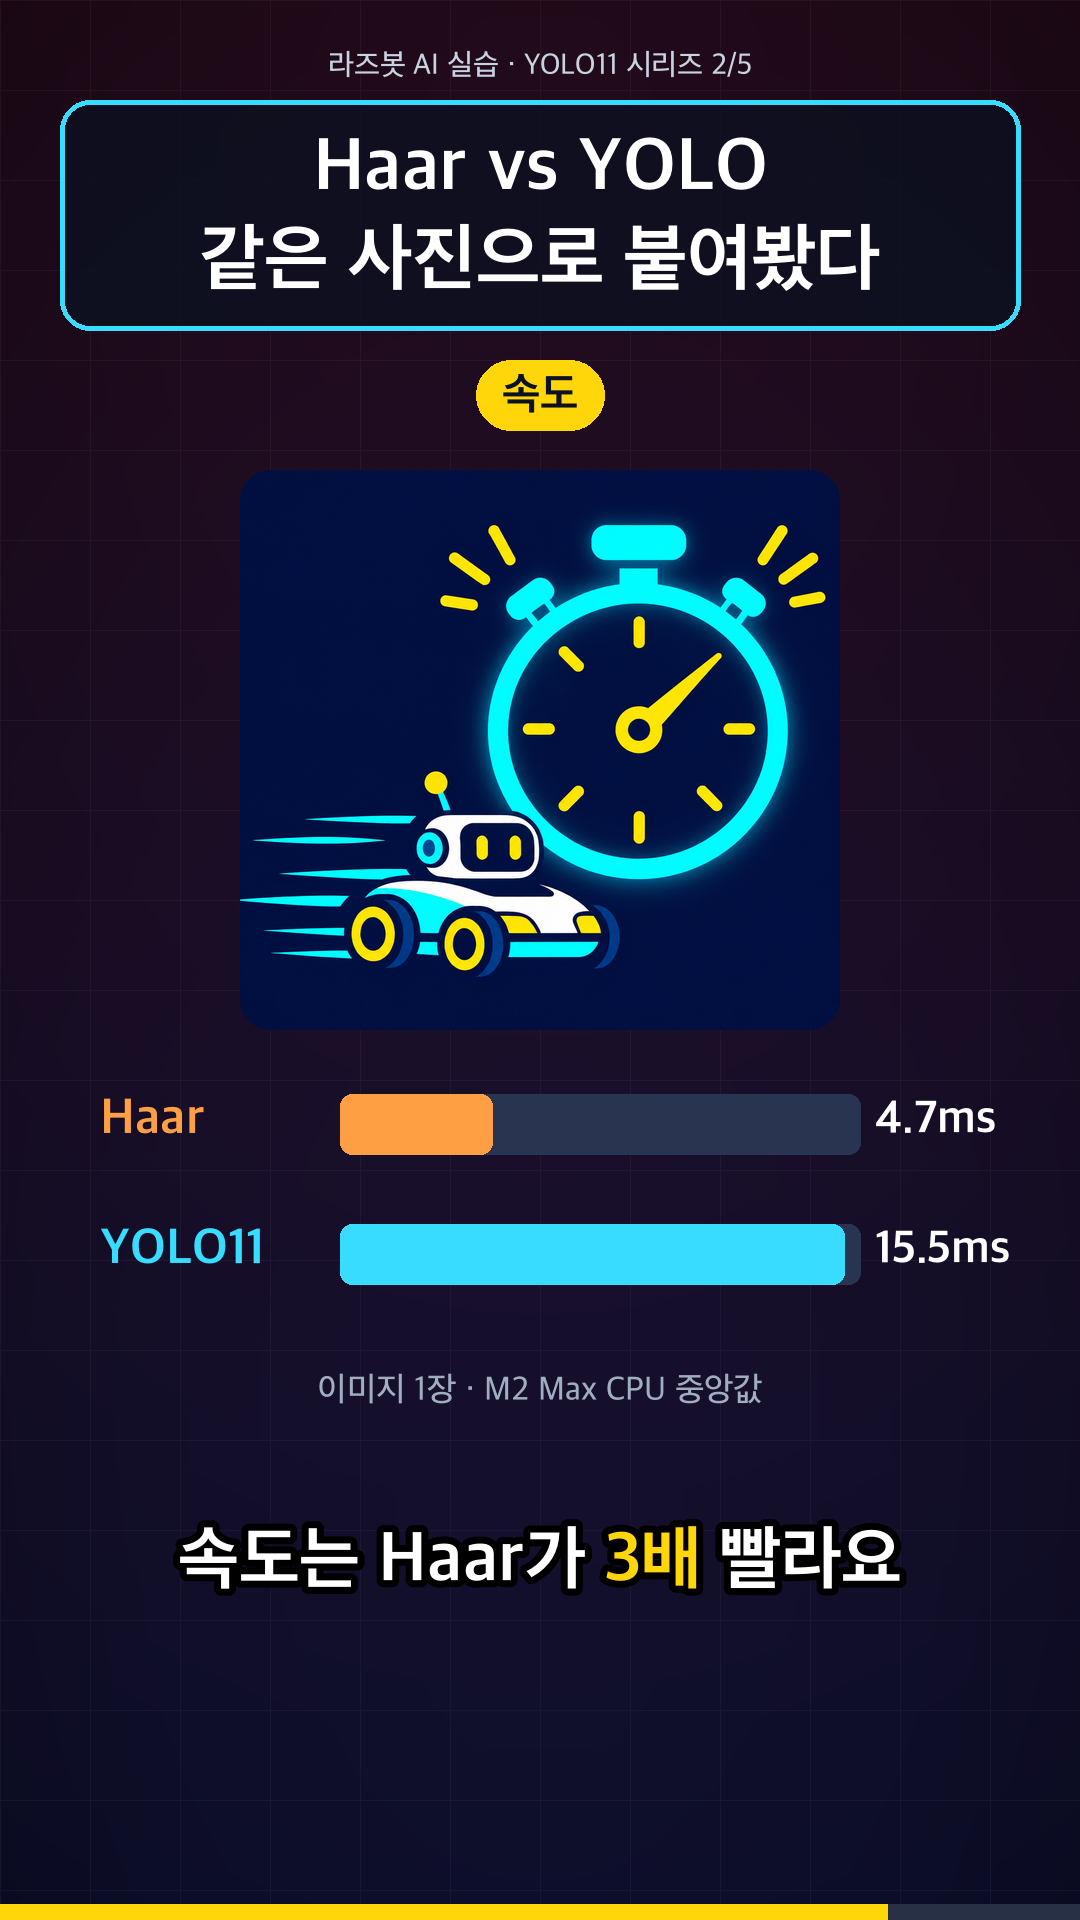 라즈봇 AI 실습 · YOLO11 시리즈 2/5
Haar vs YOLO
같은 사진으로 붙여봤다
속도
Haar 4.7ms
YOLO11 15.5ms
이미지 1장 · M2 Max CPU 중앙값
속도는 Haar가 3배 빨라요